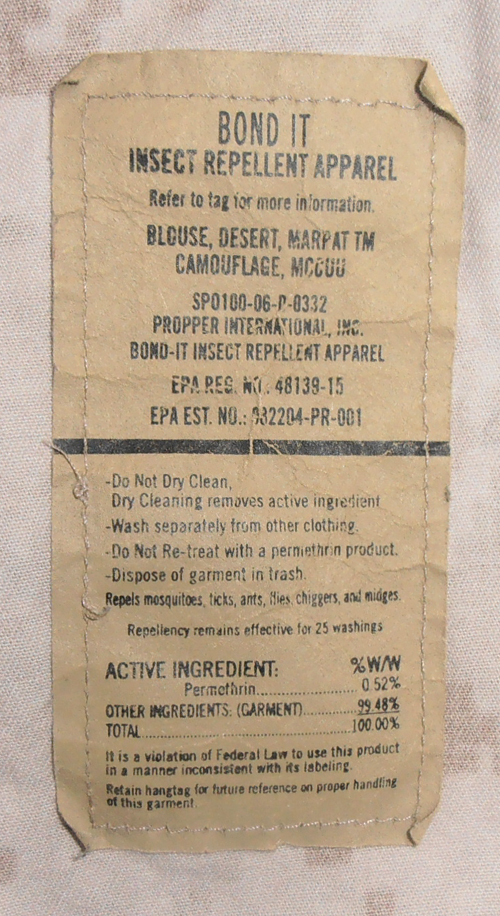 BOND IT
INSECT REPELLENT APPAREL
Refer to tag for more information.
BLOUSE, DESERT, MARPAT TM
CAMOUFLAGE, MCCUU
SPO100-06-P-0332
PROPPER INTERNATIONAL, INC.
BOND-IT INSECT REPELLENT APPAREL
EPA REG. NO.: 48139-15
EPA EST. NO.:
-Do Not Dry Clean,
Dry Cleaning removes active ingredient
-Wash separately from other clothing.
-Do Not Re-treat with a permethrin product.
-Dispose of garment in trash.
Repels mosquitoes, ticks, ants, flies, chiggers, and midges.
Repellency remains effective for 25 washings
ACTIVE INGREDIENT: %W/W
Permethrin............................ 0.52%
OTHER INGREDIENTS: (GARMENT)............... 99.48%
TOTAL........................................................ 100.00%
It is a violation of Federal Law to use this product
in a manner inconsistent with its labeling.
Retain hangtag for future reference on proper handling
of this garment.